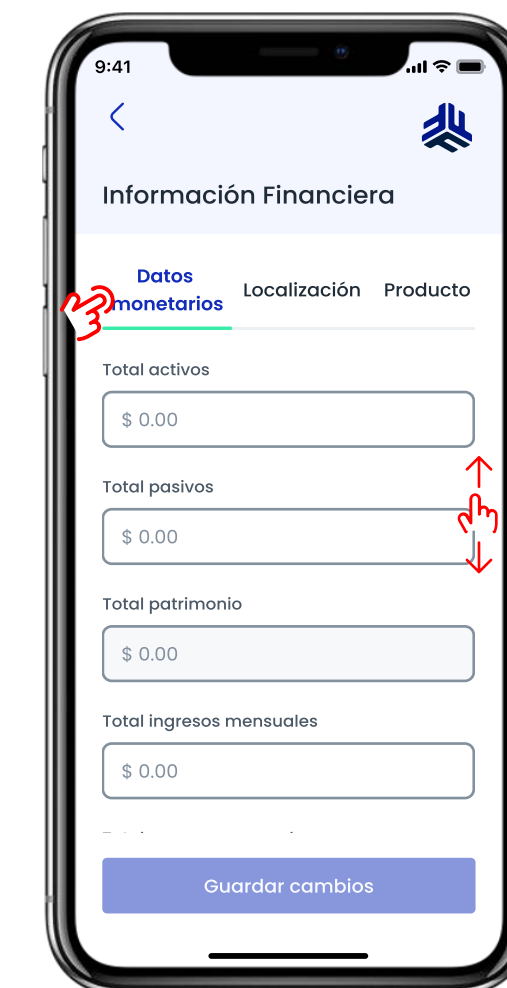 9:41
Información Financiera
Datos
monetarios
Localización
Producto
Total activos
$ 0.00
Total pasivos
$ 0.00
Total patrimonio
$ 0.00
Total ingresos mensuales
$ 0.00
Guardar cambios